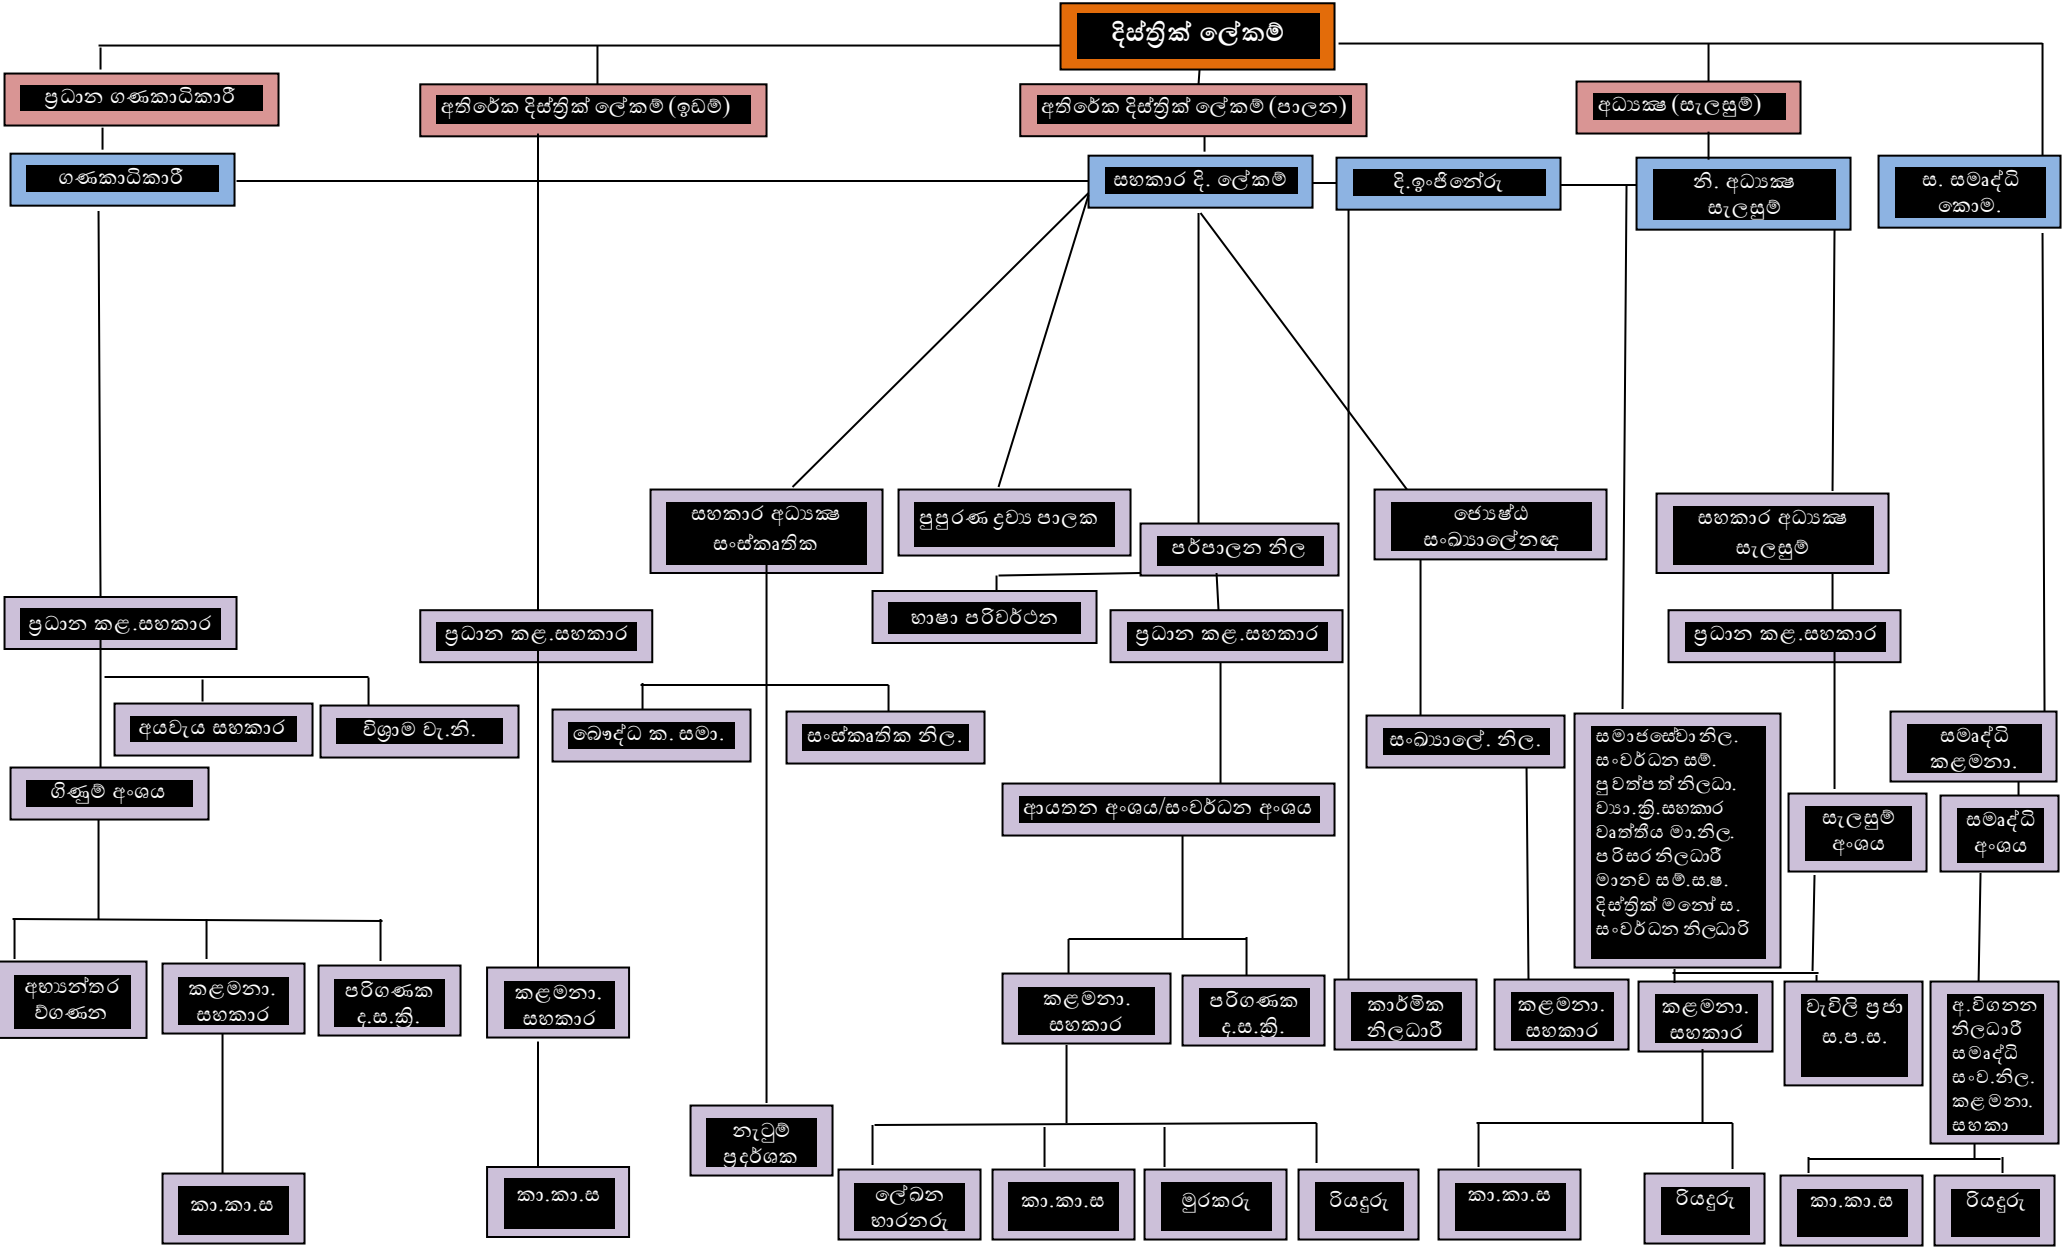 දිස්ත්‍රික් ලේකම්
ප්‍රධාන ගණකාධිකාරී
අතිරේක දිස්ත්‍රික් ලේකම් (ඉඩම්)
අතිරේක දිස්ත්‍රික් ලේකම් (පාලන)
අධ්‍යක්‍ෂ (සැලසුම්)
ගණකාධිකාරී
සහකාර දි. ලේකම්
දි.ඉංජිනේරු
නි. අධ්‍යක්‍ෂ
සැලසුම්
ස. සමෘද්ධි
කොම.
සහකාර අධ්‍යක්‍ෂ
සංස්කෘතික
පුපුරණ ද්‍රව්‍ය පාලක
පර්පාලන නිල
ජ්‍යෙෂ්ඨ
සංඛ්‍යාලේනඥ
සහකාර අධ්‍යක්‍ෂ
සැලසුම්
ප්‍රධාන කළ.සහකාර
ප්‍රධාන කළ.සහකාර
භාෂා පරිවර්ථන
ප්‍රධාන කළ.සහකාර
ප්‍රධාන කළ.සහකාර
අයවැය සහකාර
විශ්‍රාම වැ.නි.
බෞද්ධ ක. සමා.
සංස්කෘතික නිල.
සංඛ්‍යාලේ. නිල.
සමාජසේවා නිල.
සංවර්ධන සම්.
පුවත්පත් නිලධා.
ව්‍යා.ක්‍රි.සහකාර
වෘත්තීය මා.නිල.
පරිසර නිලධාරී
මානව සම්.ස.ෂ.
දිස්ත්‍රික් මනෝ ස.
සංවර්ධන නිලධාරි
සමෘද්ධි
කළමනා.
ගිණුම් අංශය
ආයතන අංශය/සංවර්ධන අංශය
සැලසුම්
අංශය
සමෘද්ධි
අංශය
අභ්‍යන්තර
විගණන
කළමනා.
සහකාර
පරිගණක
ද.ස.ක්‍රි.
කළමනා.
සහකාර
කළමනා.
සහකාර
පරිගණක
ද.ස.ක්‍රි.
කාර්මික
නිලධාරී
කළමනා.
සහකාර
කළමනා.
සහකාර
වැවිලි ප්‍රජා
ස.ප.ස.
අ.විගනන
නිලධාරී
සමෘද්ධි
සංව.නිල.
කළමනා.
සහකා
නැටුම්
ප්‍රදර්ශක
කා.කා.ස
කා.කා.ස
ලේඛන
භාරනරු
කා.කා.ස
මුරකරු
රියදුරු
කා.කා.ස
රියදුරු
කා.කා.ස
රියදුරු